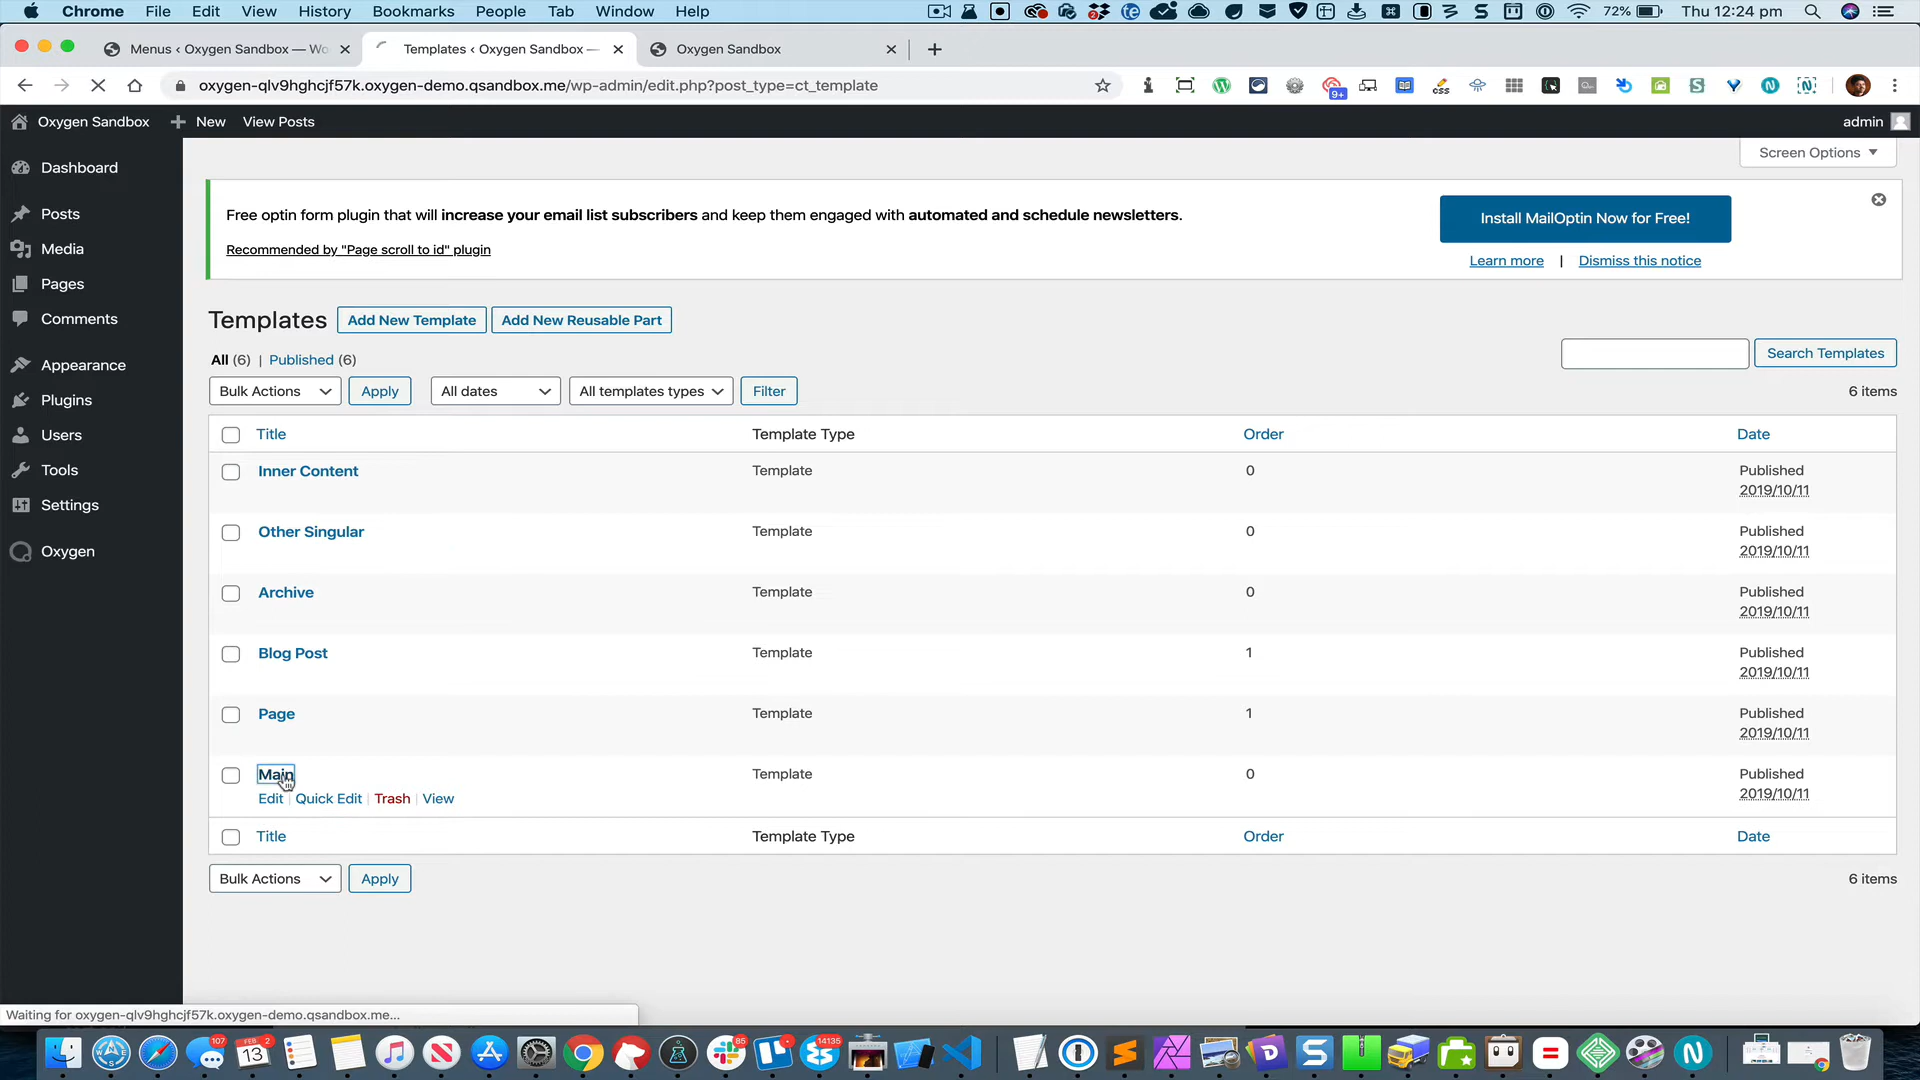 Chrome File Edit View History Bookmarks People Tab Window Help 72% Thu 12:24 pm
Menus ‹ Oxygen Sandbox — Wo
Templates ‹ Oxygen Sandbox —
Oxygen Sandbox
oxygen-qlv9hghcjf57k.oxygen-demo.qsandbox.me/wp-admin/edit.php?post_type=ct_template
9+
css
Oxygen Sandbox New View Posts admin
Dashboard
Posts
Media
Pages
Comments
Appearance
Plugins
Users
Tools
Settings
Oxygen
Screen Options
Free optin form plugin that will increase your email list subscribers and keep them engaged with automated and schedule newsletters.
Recommended by "Page scroll to id" plugin
Install MailOptin Now for Free!
Learn more | Dismiss this notice
Templates Add New Template Add New Reusable Part
All (6) | Published (6)
Search Templates
Bulk Actions Apply All dates All templates types Filter 6 items
Title Template Type Order Date
Inner Content Template 0 Published
2019/10/11
Other Singular Template 0 Published
2019/10/11
Archive Template 0 Published
2019/10/11
Blog Post Template 1 Published
2019/10/11
Page Template 1 Published
2019/10/11
Main Template 0 Published
Edit | Quick Edit | Trash | View 2019/10/11
Title Template Type Order Date
Bulk Actions Apply 6 items
Waiting for oxygen-qlv9hghcjf57k.oxygen-demo.qsandbox.me...
107
FEB 2
13
85
14135